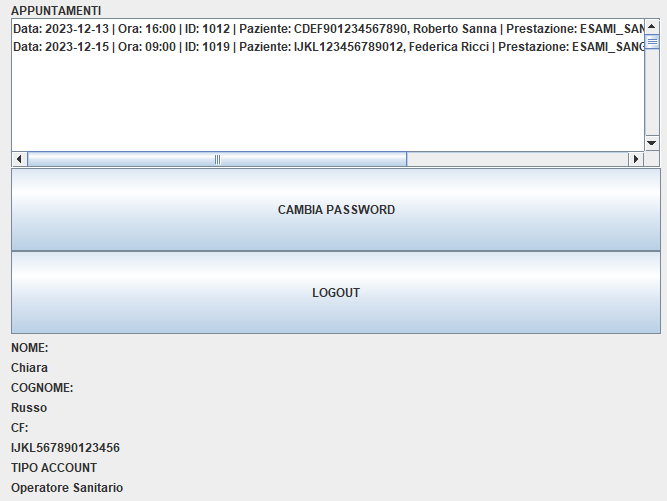 APPUNTAMENTI
Data: 2023-12-13 | Ora: 16:00 | ID: 1012 | Paziente: CDEF901234567890, Roberto Sanna | Prestazione: ESAMI_SAN
Data: 2023-12-15 | Ora: 09:00 | ID: 1019 | Paziente: IJKL123456789012, Federica Ricci | Prestazione: ESAMI_SANG
CAMBIA PASSWORD
LOGOUT
NOME:
Chiara
COGNOME:
Russo
CF:
IJKL567890123456
TIPO ACCOUNT
Operatore Sanitario